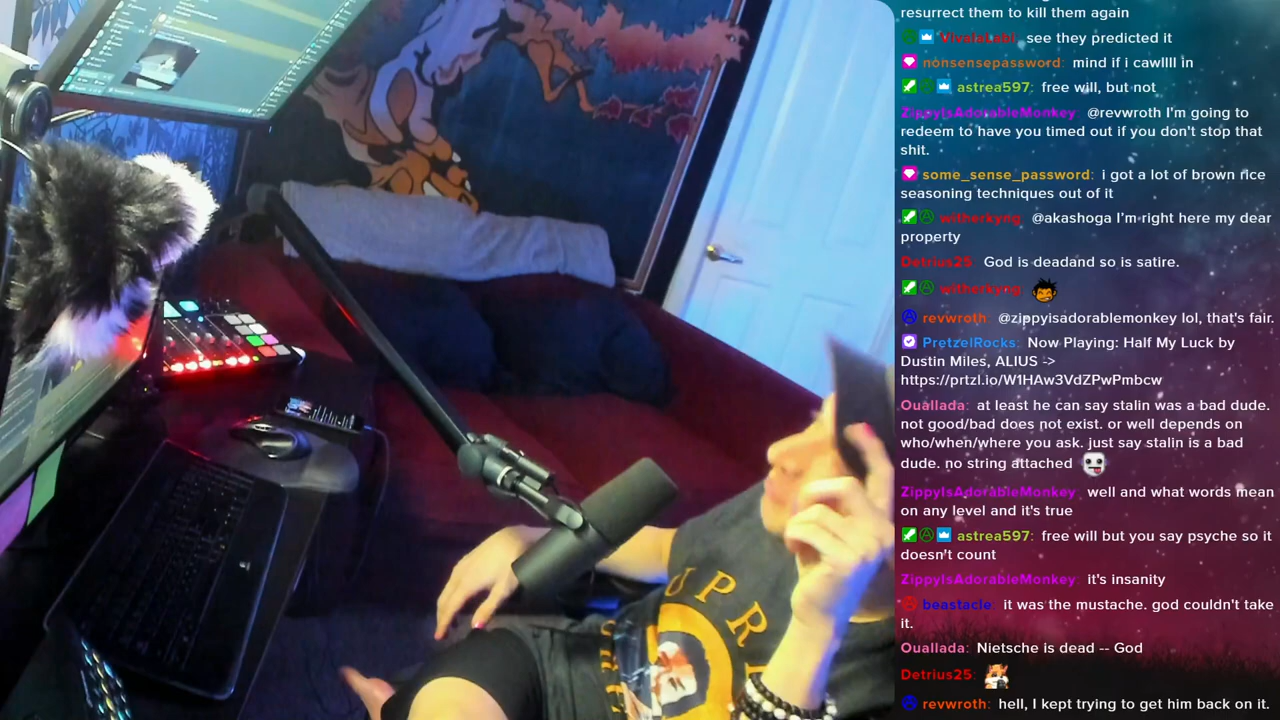 resurrect them to kill them again
VivalaLabi see they predicted it
nonsensepassword: mind if i cawllll in
astrea597: free will, but not
ZippyIsAdorableMonkey: @revwroth I'm going to
redeem to have you timed out if you don't stop that
shit.
some_sense_password: i got a lot of brown rice
seasoning techniques out of it
witherkyng @akashoga I'm right here my dear
property
Detrius25 God is deadand so is satire.
witherkyng
revwroth: @zippyisadorablemonkey lol, that's fair.
PretzelRocks: Now Playing: Half My Luck by
Dustin Miles, ALIUS ->
https://prtzl.io/W1HAw3VdZPwPmbcw
Ouallada: at least he can say stalin was a bad dude.
not good/bad does not exist. or well depends on
who/when/where you ask. just say stalin is a bad
dude. no string attached
ZippyIsAdorableMonkey: well and what words mean
on any level and it's true
astrea597: free will but you say psyche so it
doesn't count
ZippyIsAdorableMonkey: it's insanity
beastacle: it was the mustache. god couldn't take
it.
Ouallada: Nietsche is dead -- God
Detrius25:
revwroth: hell, I kept trying to get him back on it.
UPRE